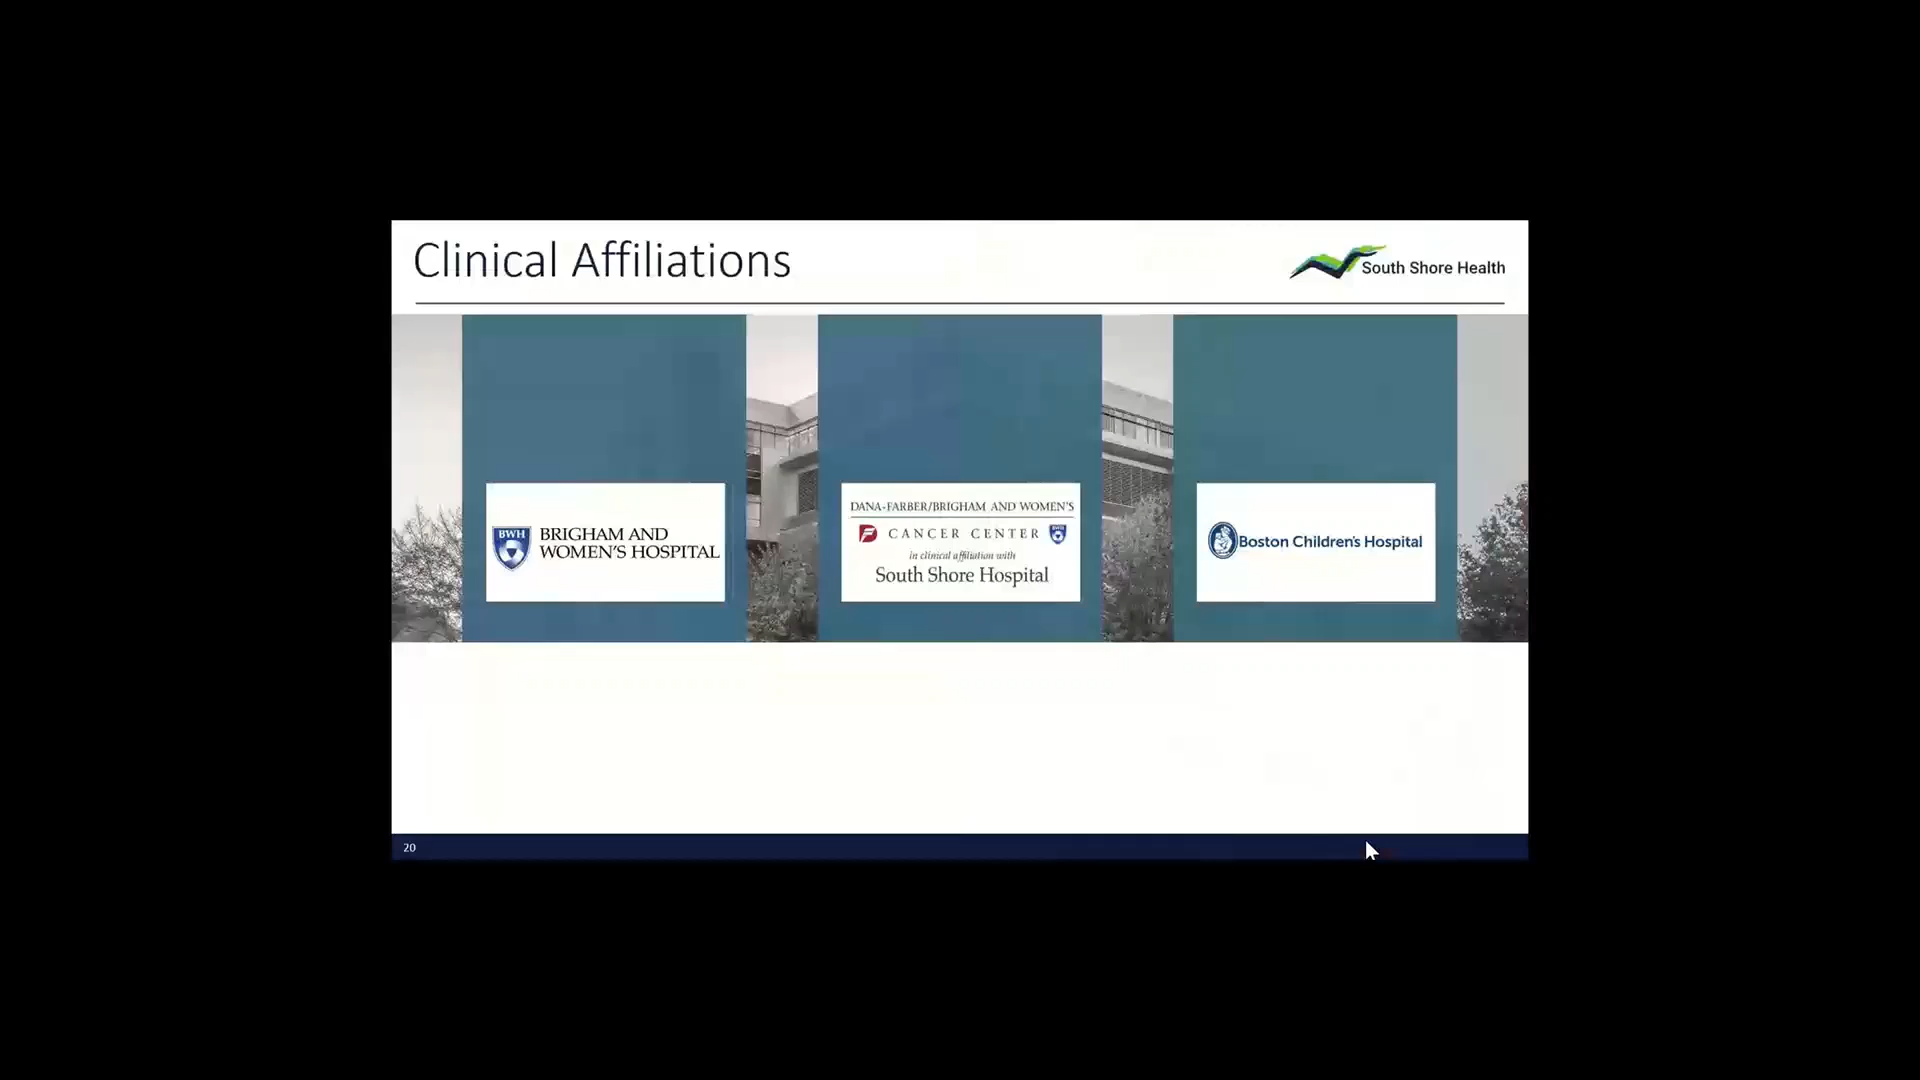 Clinical Affiliations
South Shore Health
BWH
BRIGHAM AND
WOMEN'S HOSPITAL
DANA-FARBER/BRIGHAM AND WOMEN'S
CANCER CENTER
in clinical affiliation with
South Shore Hospital
Boston Children's Hospital
20